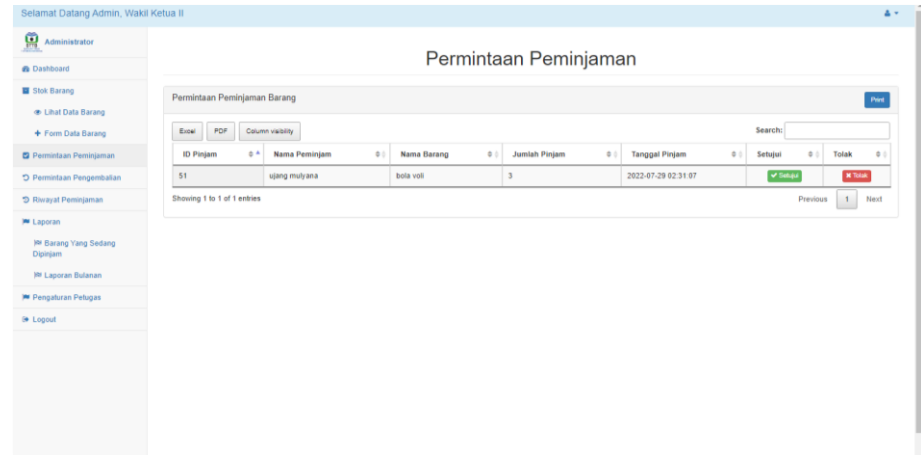 Selamat Datang Admin, Wakil Ketua II
Administrator
Dashboard
Stok Barang
Lihat Data Barang
Form Data Barang
Permintaan Peminjaman
Permintaan Pengembalian
Riwayat Peminjaman
Laporan
Barang Yang Sedang
Dipinjam
Laporan Bulanan
Pengaturan Petugas
Logout
Permintaan Peminjaman
Permintaan Peminjaman Barang
Print
Excel PDF Column visibility Search:
ID Pinjam Nama Peminjam Nama Barang Jumlah Pinjam Tanggal Pinjam Setujui Tolak
51 ujang mulyana bola voli 3 2022-07-29 02:31:07 Setujui Tolak
Showing 1 to 1 of 1 entries Previous 1 Next